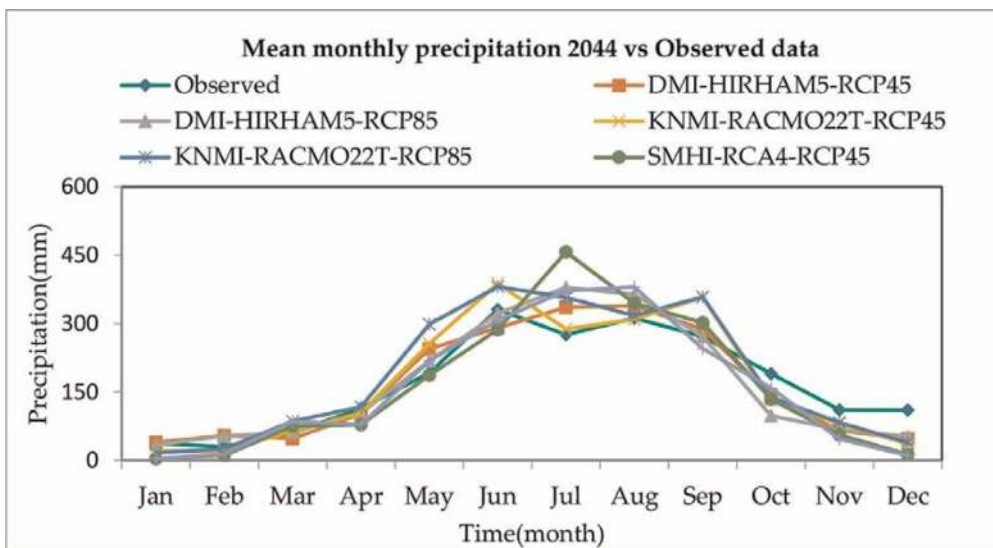 Mean monthly precipitation 2044 vs Observed data
Observed
DMI-HIRHAM5-RCP45
DMI-HIRHAM5-RCP85
KNMI-RACMO22T-RCP45
KNMI-RACMO22T-RCP85
SMHI-RCA4-RCP45
Precipitation(mm)
600
450
300
150
0
Jan Feb Mar Apr May Jun Jul Aug Sep Oct Nov Dec
Time(month)